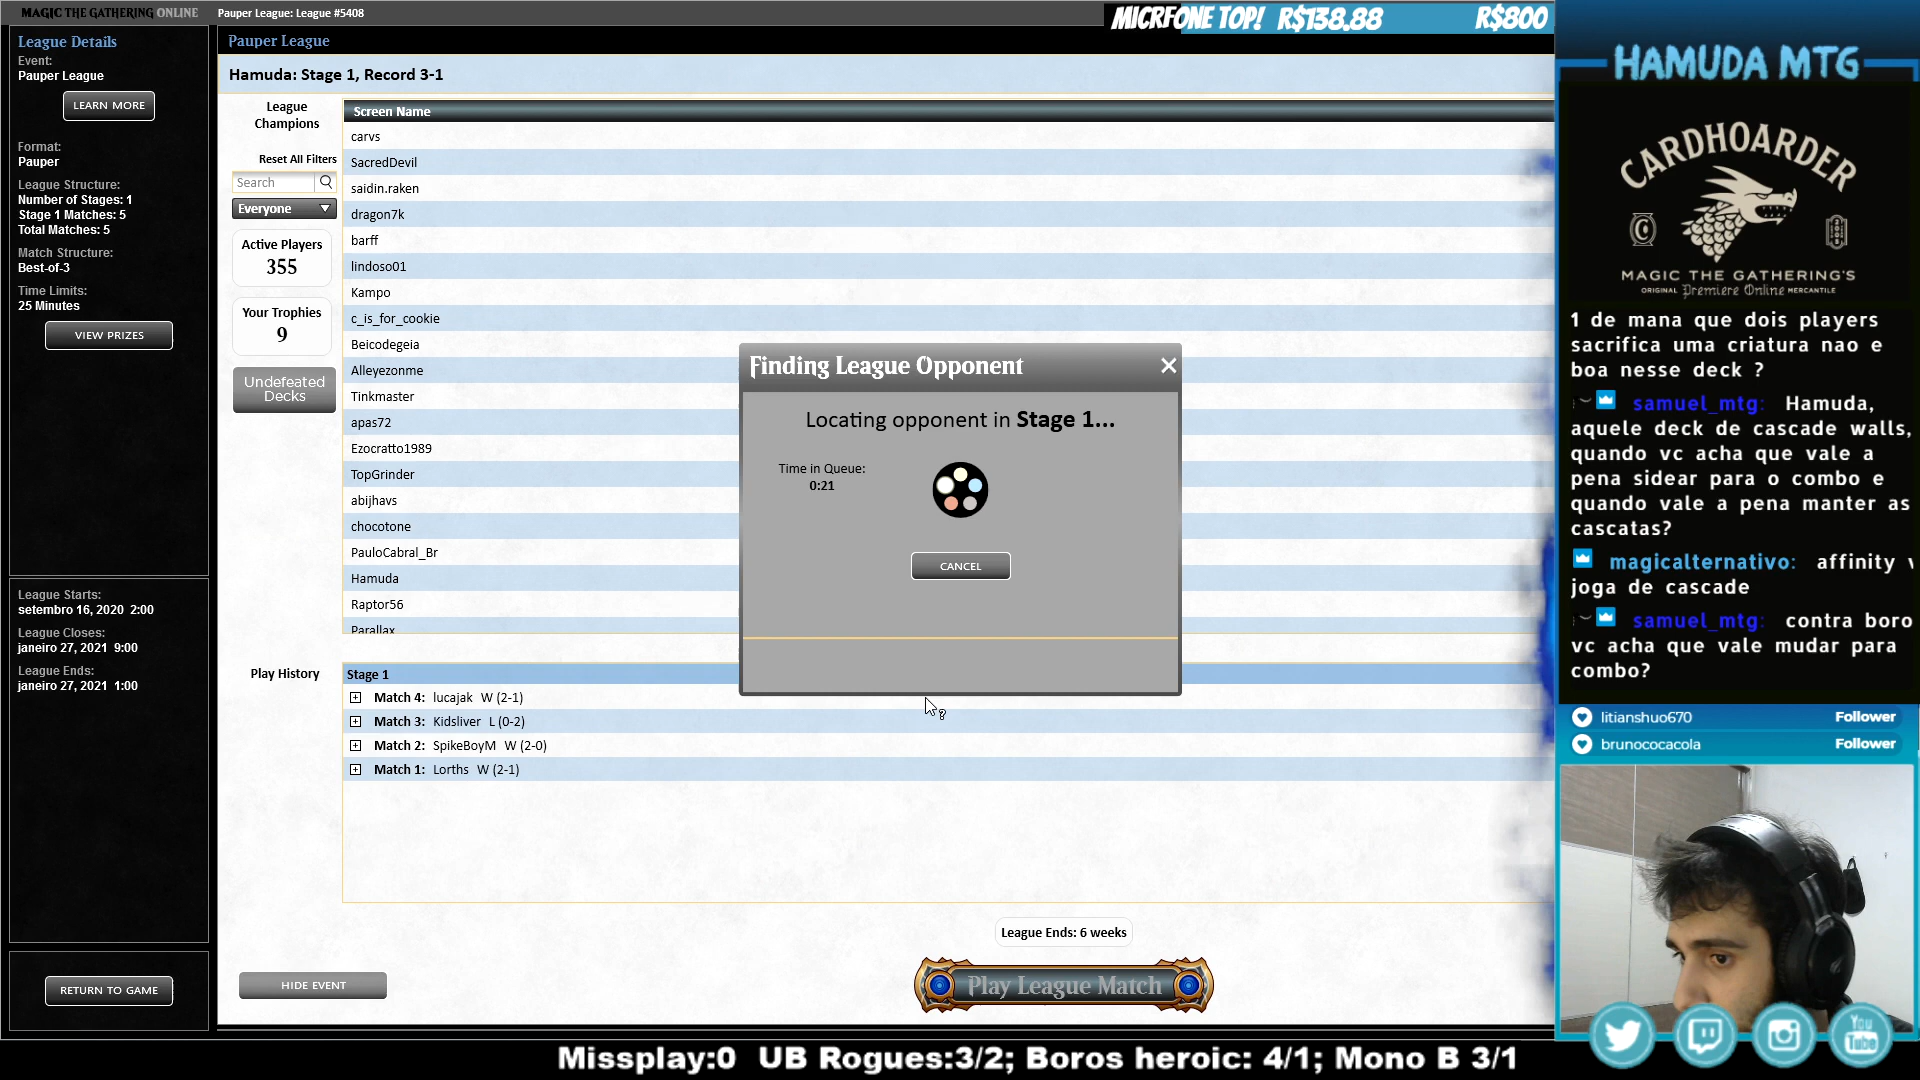 MAGIC THE GATHERING ONLINE
Pauper League: League #5408
MICRFONE TOP! R$138.88 R$800
League Details
Event:
Pauper League
LEARN MORE
Format:
Pauper
League Structure:
Number of Stages: 1
Stage 1 Matches: 5
Total Matches: 5
Match Structure:
Best-of-3
Time Limits:
25 Minutes
VIEW PRIZES
League Starts:
setembro 16, 2020 2:00
League Closes:
janeiro 27, 2021 9:00
League Ends:
janeiro 27, 2021 1:00
RETURN TO GAME
Pauper League
Hamuda: Stage 1, Record 3-1
League
Champions
Reset All Filters
Search
Everyone
Active Players
355
Your Trophies
9
Undefeated
Decks
Screen Name
carvs
SacredDevil
saidin.raken
dragon7k
barff
lindoso01
Kampo
c_is_for_cookie
Beicodegeia
Alleyezonme
Tinkmaster
apas72
Ezocratto1989
TopGrinder
abijhavs
chocotone
PauloCabral_Br
Hamuda
Raptor56
Parallax
Finding League Opponent
Locating opponent in Stage 1...
Time in Queue:
0:21
CANCEL
Play History
Stage 1
Match 4: lucajak W (2-1)
Match 3: Kidsliver L (0-2)
Match 2: SpikeBoyM W (2-0)
Match 1: Lorths W (2-1)
League Ends: 6 weeks
HIDE EVENT
Play League Match
HAMUDA MTG
CARDHOARDER
MAGIC THE GATHERING'S
ORIGINAL Premiere Online MERCANTILE
1 de mana que dois players
sacrifica uma criatura nao e
boa nesse deck ?
samuel_mtg: Hamuda,
aquele deck de cascade walls,
quando vc acha que vale a
pena sidear para o combo e
quando vale a pena manter as
cascatas?
magicalternativo: affinity v
joga de cascade
samuel_mtg: contra boro
vc acha que vale mudar para
combo?
litianshuo670 Follower
brunococacola Follower
You
Tube
Missplay:0 UB Rogues:3/2; Boros heroic: 4/1; Mono B 3/1